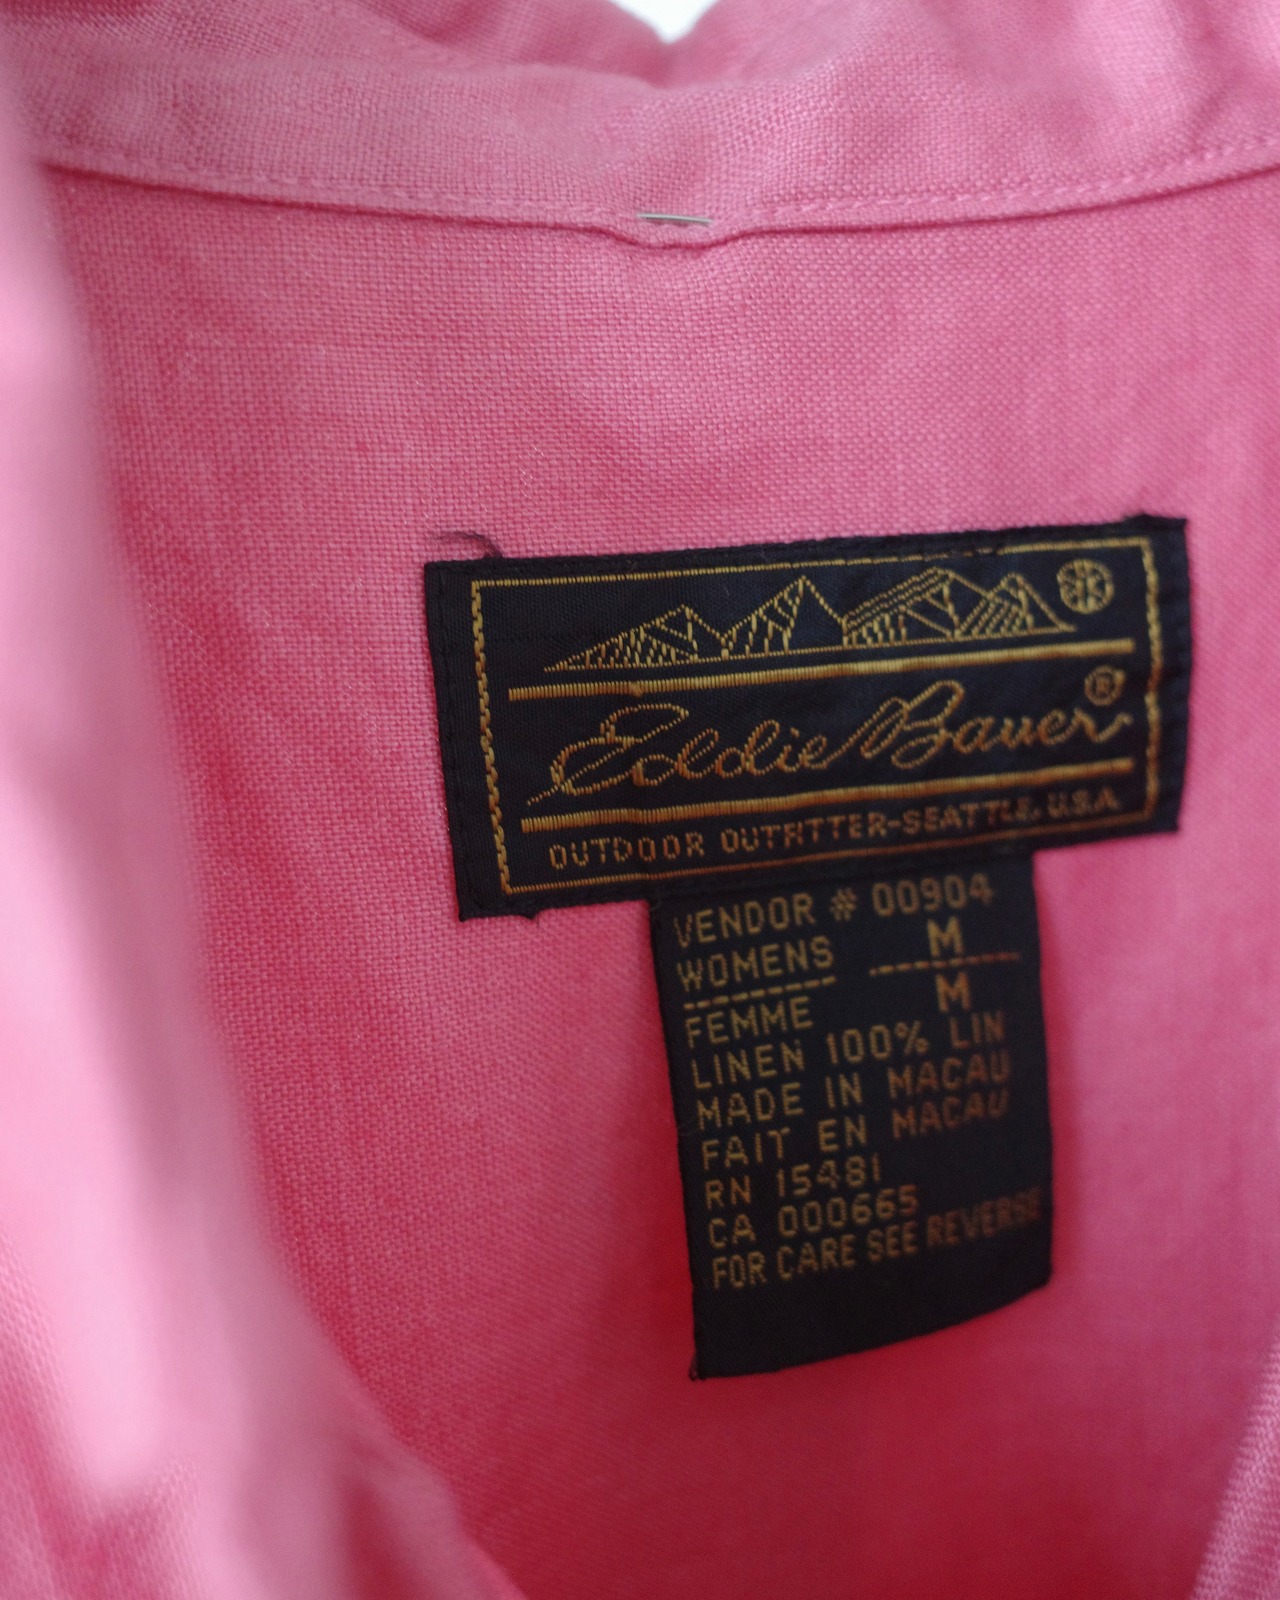 Eddie Bauer®
OUTDOOR OUTFITTER-SEATTLE, U.S.A.
VENDOR # 00904
WOMENS M
FEMME M
LINEN 100% LIN
MADE IN MACAU
FAIT EN MACAU
RN 15481
CA 000665
FOR CARE SEE REVERSE